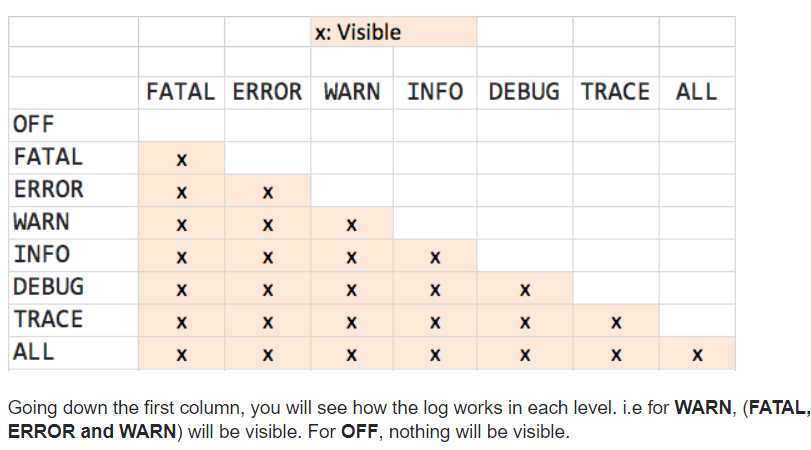 x: Visible
FATAL ERROR WARN INFO DEBUG TRACE ALL
OFF
FATAL x
ERROR x x
WARN x x x
INFO x x x x
DEBUG x x x x x
TRACE x x x x x x
ALL x x x x x x x
Going down the first column, you will see how the log works in each level. i.e for WARN, (FATAL,
ERROR and WARN) will be visible. For OFF, nothing will be visible.